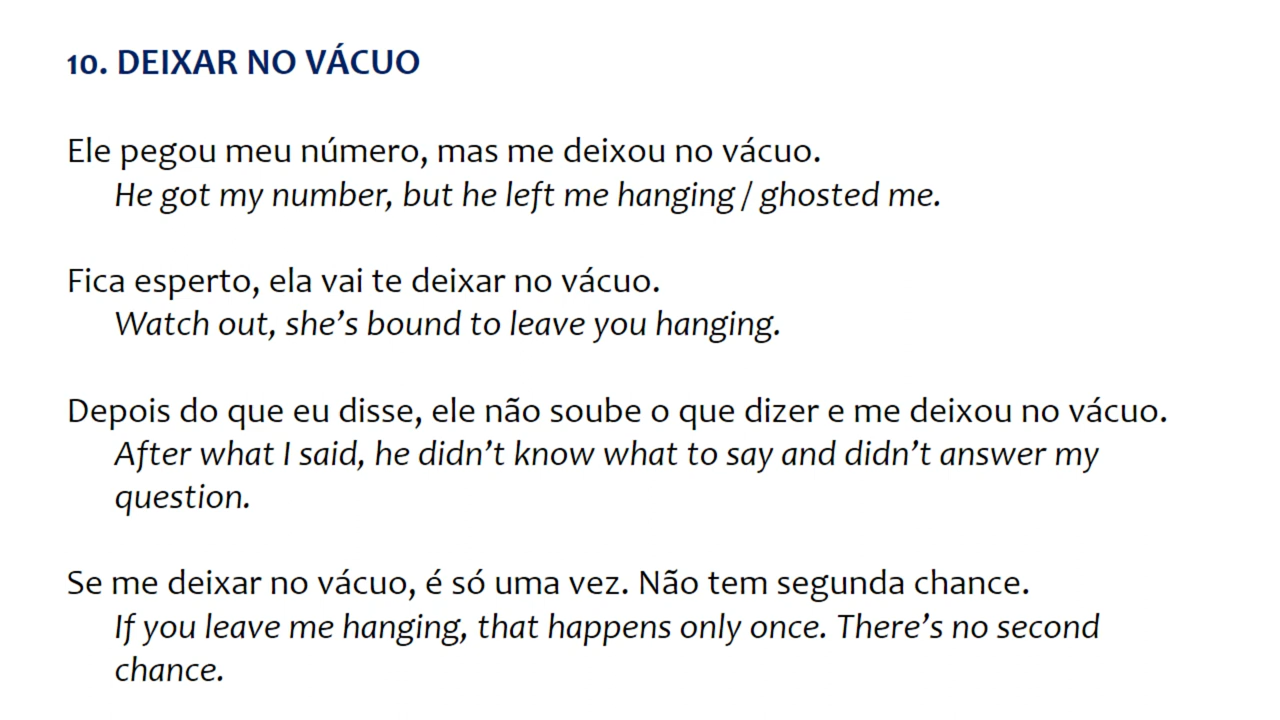 10. DEIXAR NO VÁCUO
Ele pegou meu número, mas me deixou no vácuo.
He got my number, but he left me hanging / ghosted me.
Fica esperto, ela vai te deixar no vácuo.
Watch out, she’s bound to leave you hanging.
Depois do que eu disse, ele não soube o que dizer e me deixou no vácuo.
After what I said, he didn’t know what to say and didn’t answer my
question.
Se me deixar no vácuo, é só uma vez. Não tem segunda chance.
If you leave me hanging, that happens only once. There’s no second
chance.